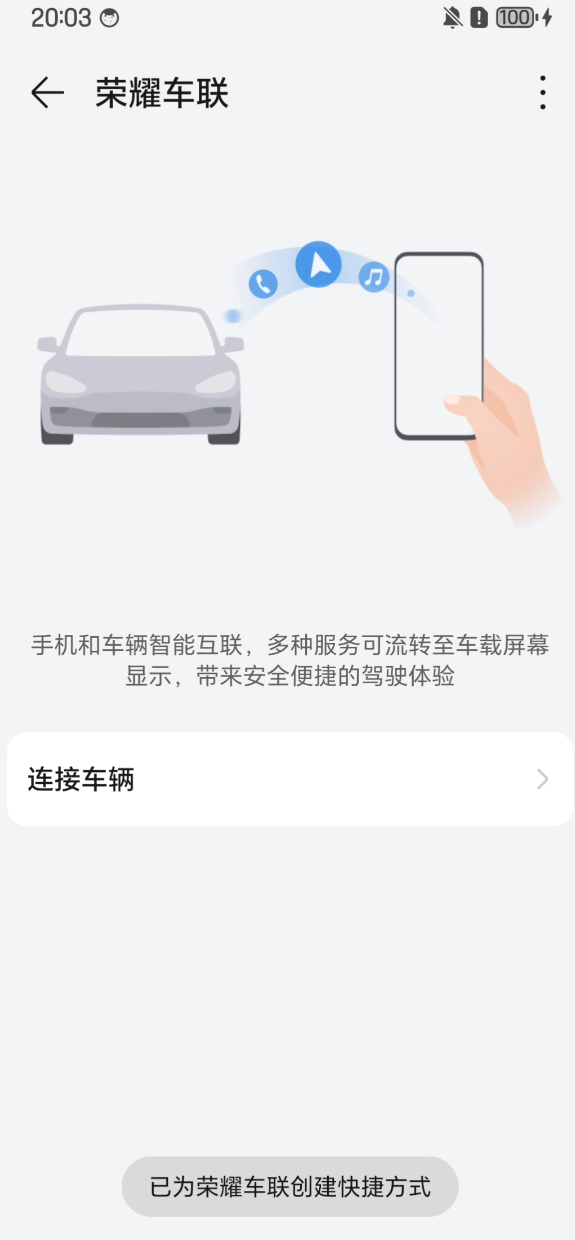 20:03
100
荣耀车联
手机和车辆智能互联，多种服务可流转至车载屏幕
显示，带来安全便捷的驾驶体验
连接车辆
已为荣耀车联创建快捷方式